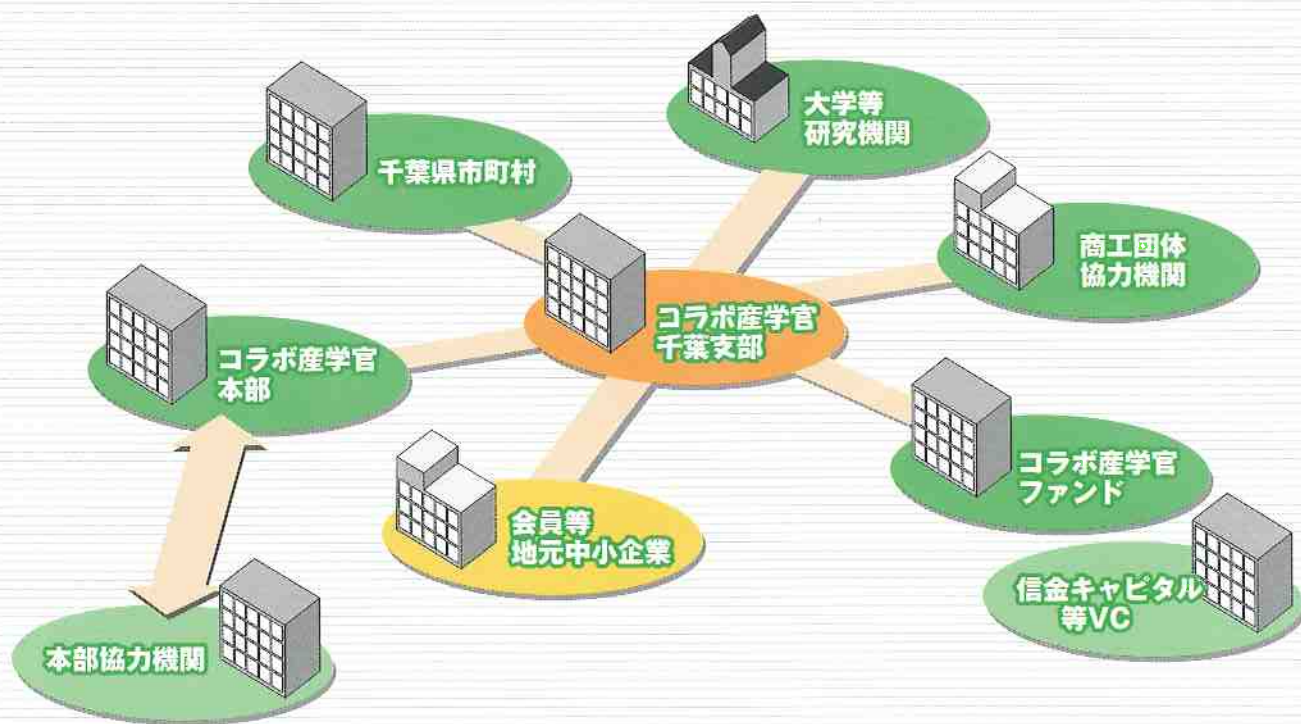 大学等
研究機関
千葉県市町村
商工団体
協力機関
コラボ産学官
千葉支部
コラボ産学官
本部
コラボ産学官
ファンド
会員等
地元中小企業
信金キャピタル
等VC
本部協力機関